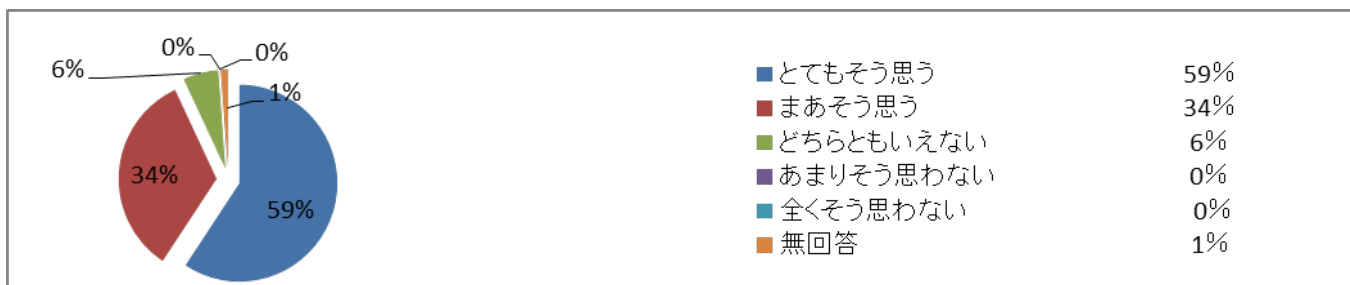 0%
0%
6%
1%
34%
59%
とてもそう思う 59%
まあそう思う 34%
どちらともいえない 6%
あまりそう思わない 0%
全くそう思わない 0%
無回答 1%